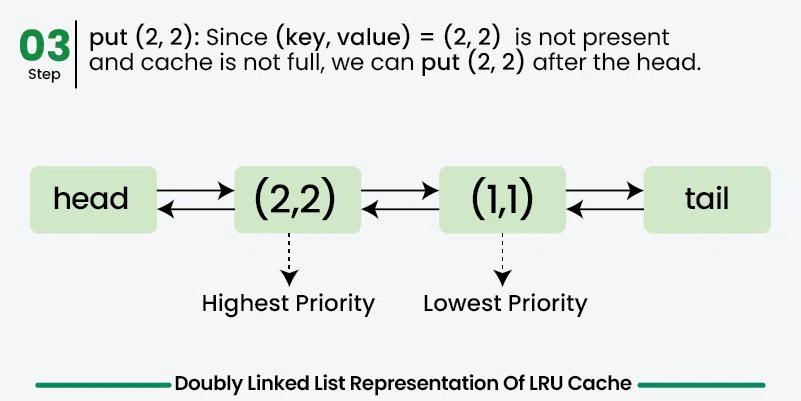 03
Step
put (2, 2): Since (key, value) = (2,2) is not present
and cache is not full, we can put (2, 2) after the head.
head
(2,2)
(1,1)
tail
Highest Priority
Lowest Priority
Doubly Linked List Representation Of LRU Cache